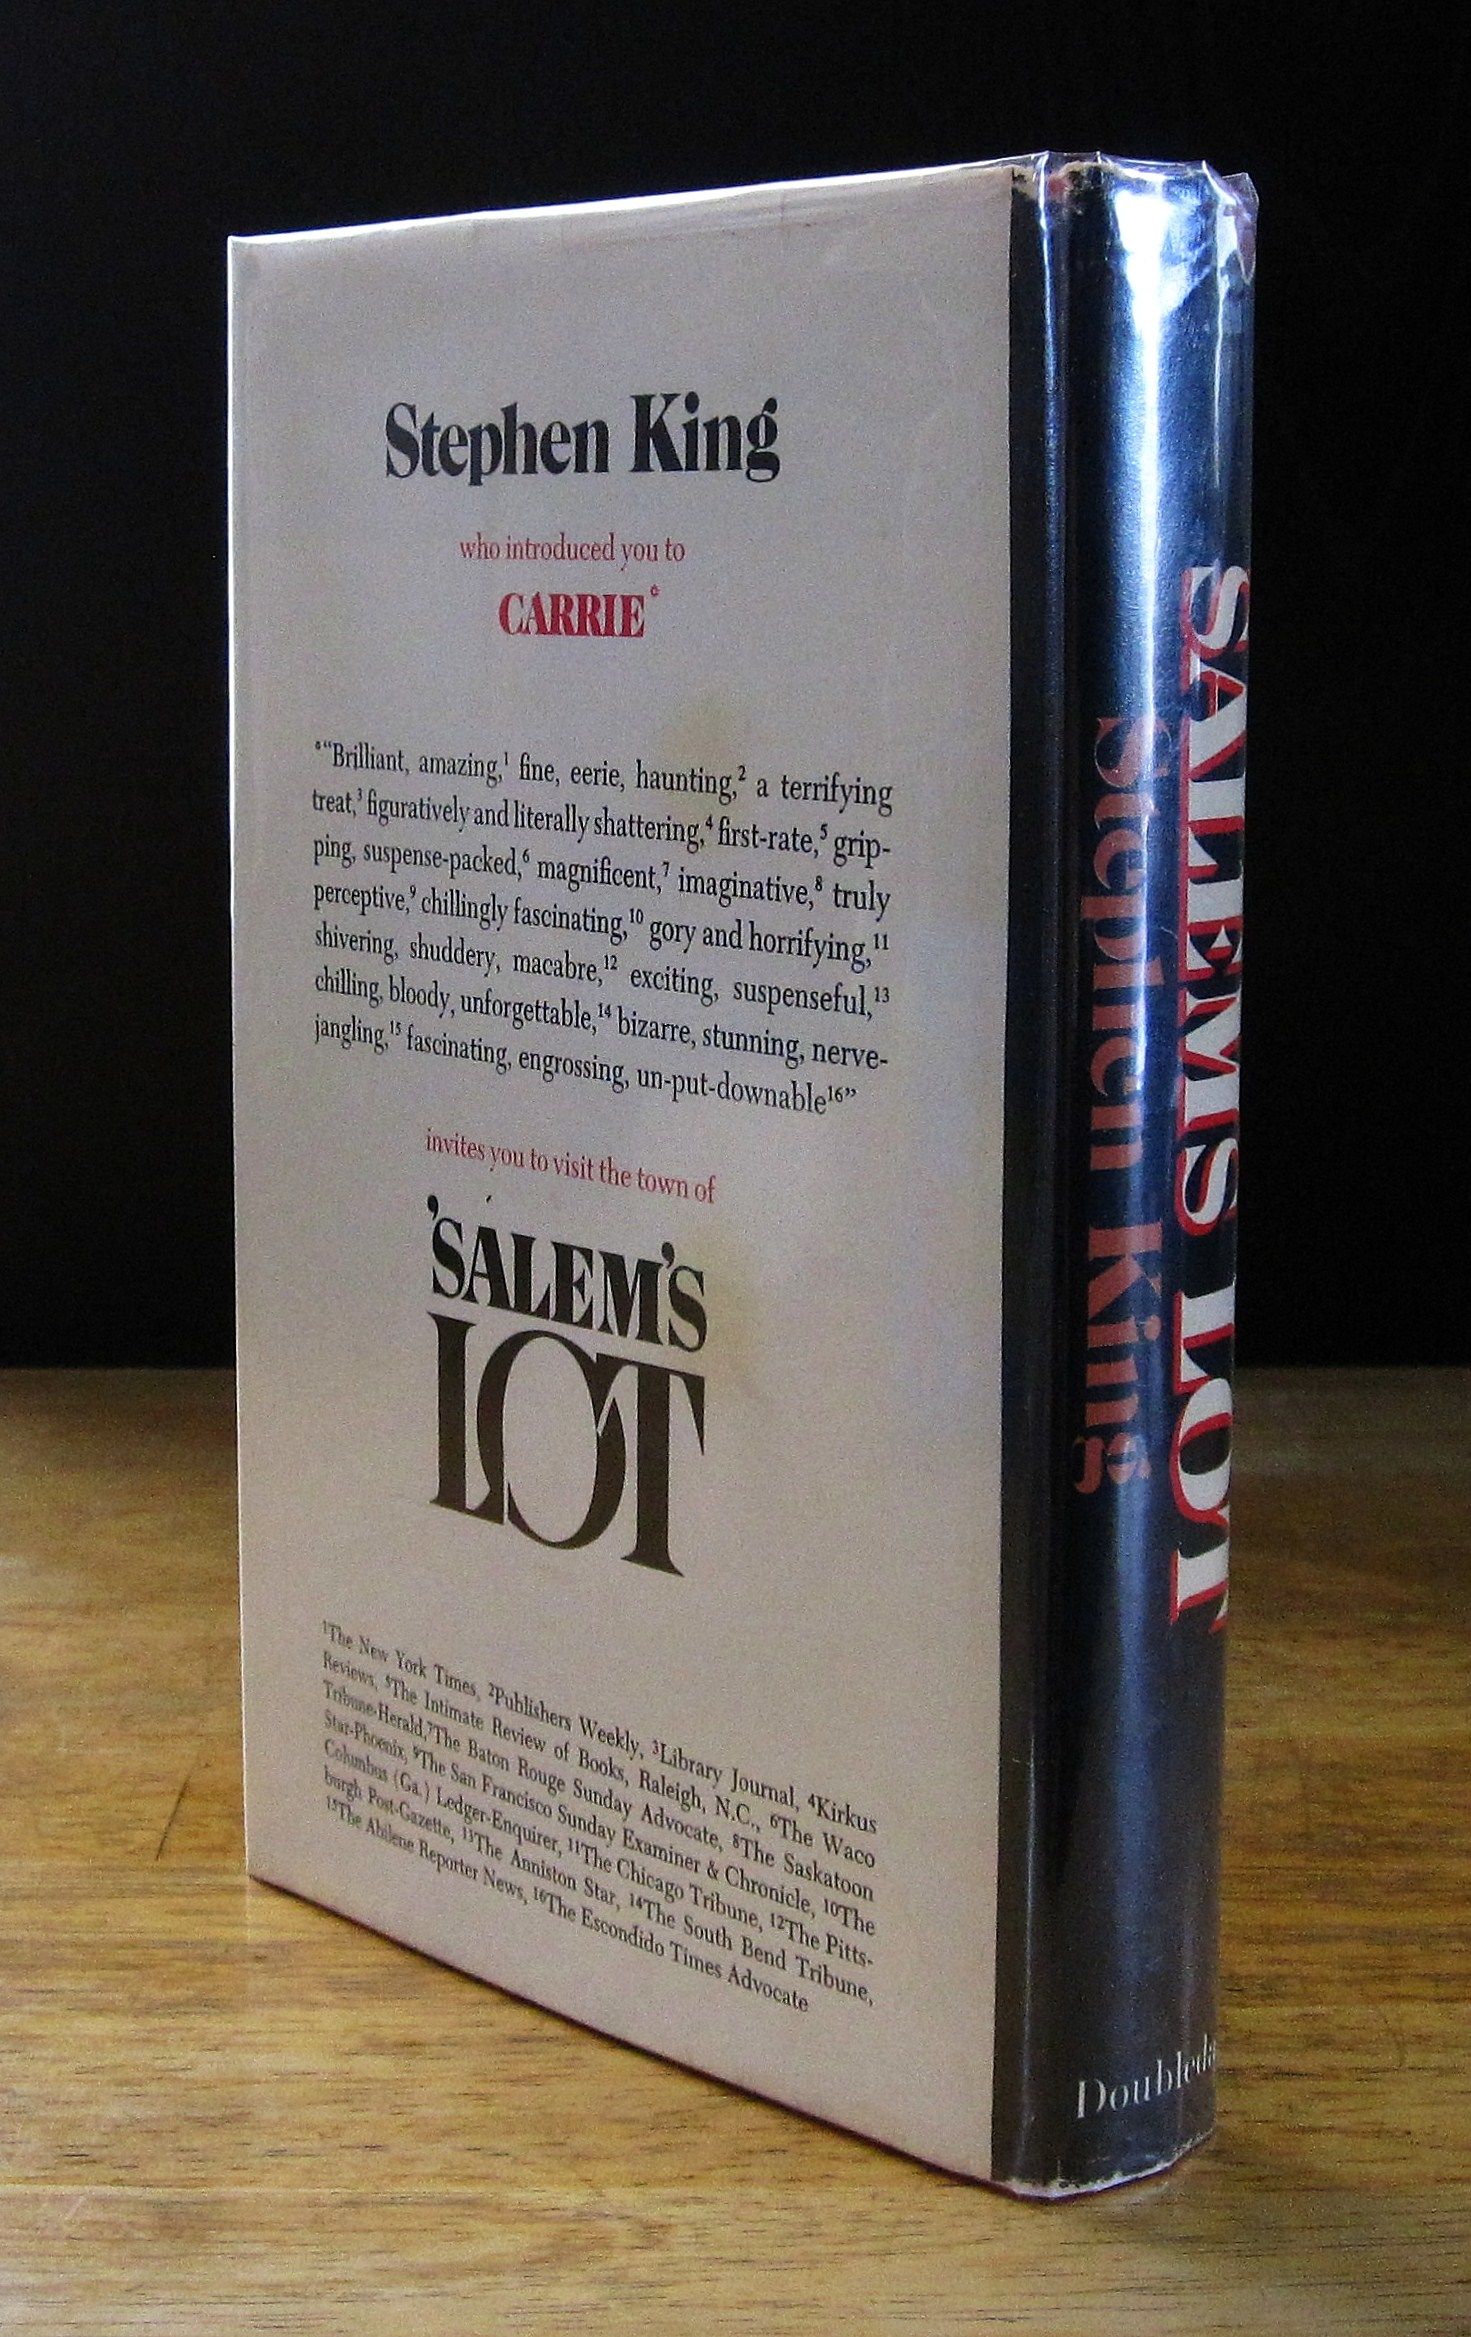 Stephen King
who introduced you to
CARRIE*
*“Brilliant, amazing,¹ fine, eerie, haunting,² a terrifying
treat,³ figuratively and literally shattering,⁴ first-rate,⁵ grip-
ping, suspense-packed,⁶ magnificent,⁷ imaginative,⁸ truly
perceptive,⁹ chillingly fascinating,¹⁰ gory and horrifying,¹¹
shivering, shuddery, macabre,¹² exciting, suspenseful,¹³
chilling, bloody, unforgettable,¹⁴ bizarre, stunning, nerve-
jangling,¹⁵ fascinating, engrossing, un-put-downable¹⁶”
invites you to visit the town of
'SALEM'S
LOT
¹The New York Times, ²Publishers Weekly, ³Library Journal, ⁴Kirkus
Reviews, ⁵The Intimate Review of Books, Raleigh, N.C., ⁶The Waco
Tribune-Herald, ⁷The Baton Rouge Sunday Advocate, ⁸The Saskatoon
Star-Phoenix, ⁹The San Francisco Sunday Examiner & Chronicle, ¹⁰The
Columbus (Ga.) Ledger-Enquirer, ¹¹The Chicago Tribune, ¹²The Pitts-
burgh Post-Gazette, ¹³The Anniston Star, ¹⁴The South Bend Tribune,
¹⁵The Abilene Reporter News, ¹⁶The Escondido Times Advocate
SALEM'S LOT
Stephen King
Doubleda